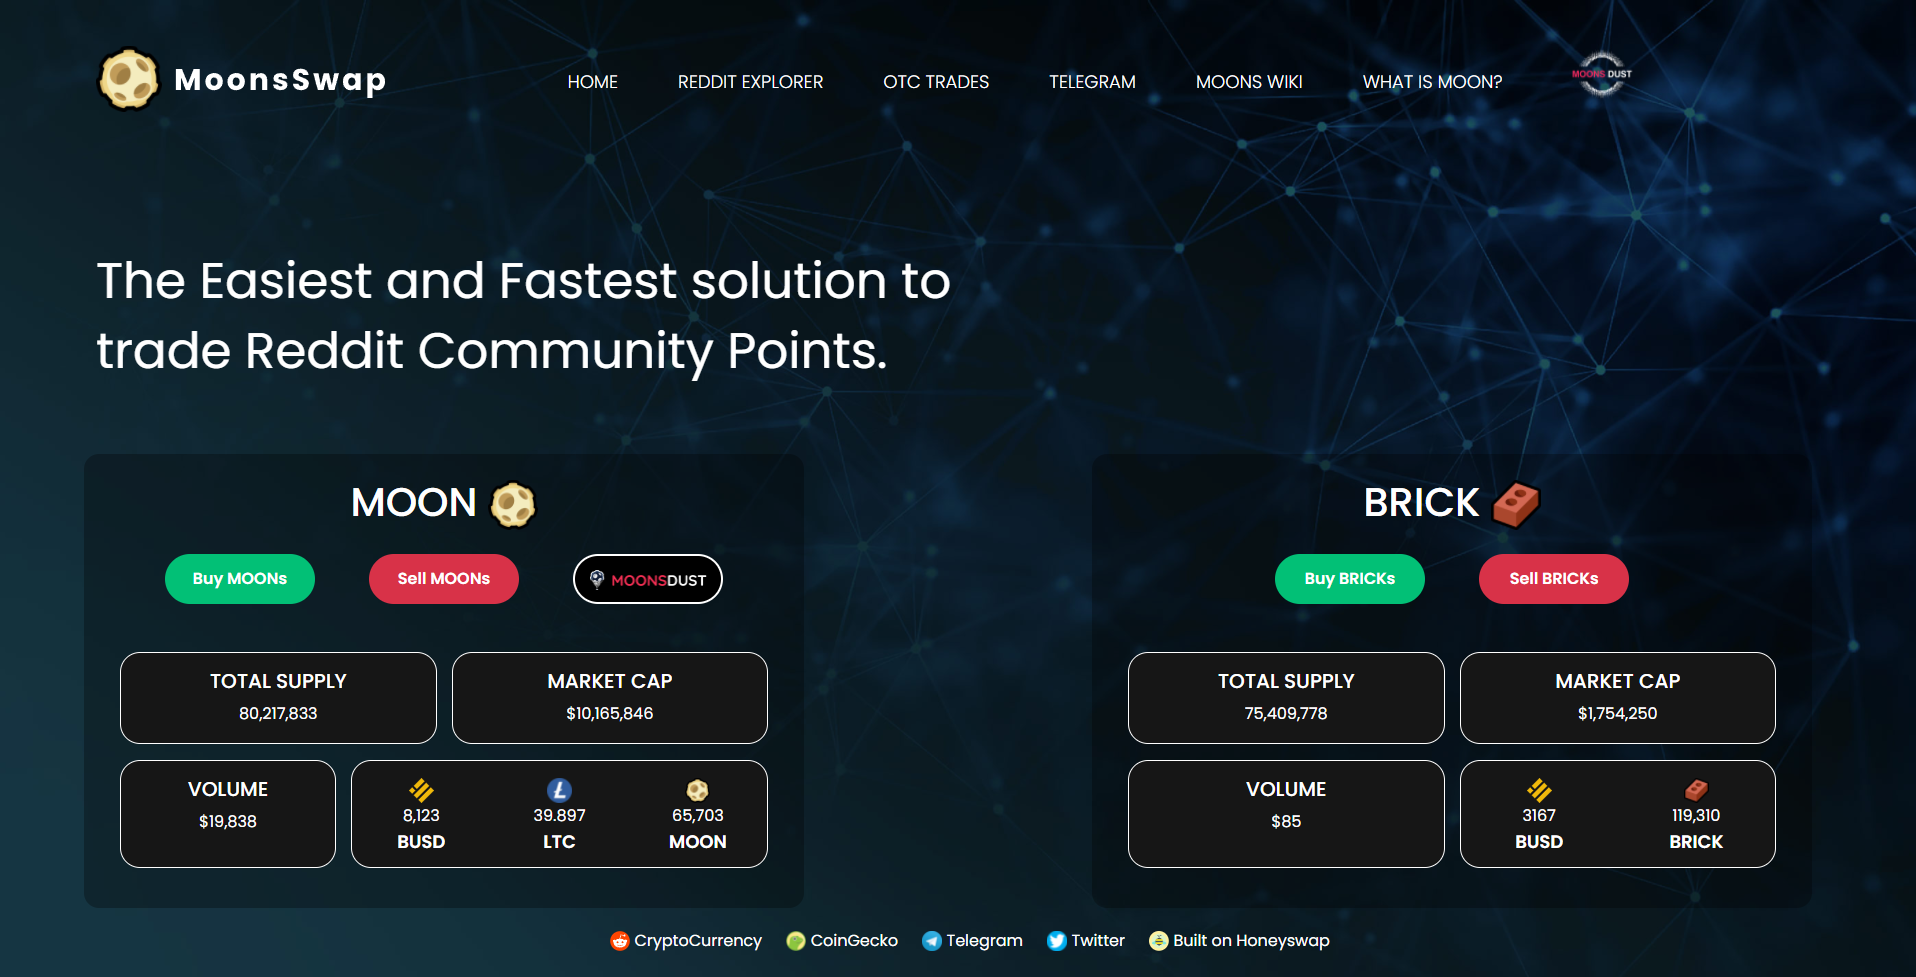 MoonsSwap
HOME
REDDIT EXPLORER
OTC TRADES
TELEGRAM
MOONS WIKI
WHAT IS MOON?
MOONS DUST
The Easiest and Fastest solution to
trade Reddit Community Points.
MOON
Buy MOONs
Sell MOONs
MOONSDUST
TOTAL SUPPLY
80,217,833
MARKET CAP
$10,165,846
VOLUME
$19,838
8,123
BUSD
39.897
LTC
65,703
MOON
BRICK
Buy BRICKs
Sell BRICKs
TOTAL SUPPLY
75,409,778
MARKET CAP
$1,754,250
VOLUME
$85
3167
BUSD
119,310
BRICK
CryptoCurrency
CoinGecko
Telegram
Twitter
Built on Honeyswap